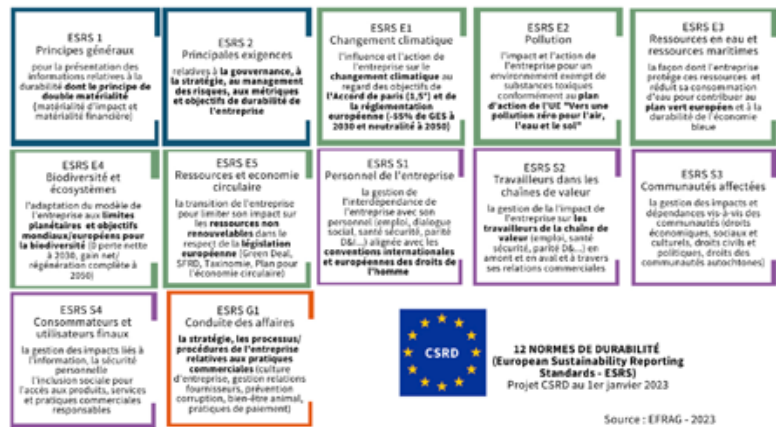 ESRS 1
Principes généraux
pour la présentation des
informations relatives à la
durabilité dont le principe de
double matérialité
(matérialité d'impact et
matérialité financière)
ESRS 2
Principales exigences
relatives à la gouvernance, à
la stratégie, au management
des risques, aux métriques
et objectifs de durabilité de
l'entreprise
ESRS E1
Changement climatique
l'influence et l'action de
l'entreprise sur le
changement climatique au
regard des objectifs de
l'Accord de paris (1,5°) et de
la réglementation
européenne (-55% de GES à
2030 et neutralité à 2050)
ESRS E2
Pollution
l'impact et l'action de
l'entreprise pour un
environnement exempt de
substances toxiques
conformément au plan
d'action de l'UE "Vers une
pollution zéro pour l'air,
l'eau et le sol"
ESRS E3
Ressources en eau et
ressources maritimes
la façon dont l'entreprise
protège ces ressources et
réduit sa consommation
d'eau pour contribuer au
plan vert européen et à la
durabilité de l'économie
bleue
ESRS E4
Biodiversité et
écosystèmes
l'adaptation du modèle de
l'entreprise aux limites
planétaires et objectifs
mondiaux/européens pour
la biodiversité (0 perte nette
à 2030, gain net/
régénération complète à
2050)
ESRS E5
Ressources et economie
circulaire
la transition de l'entreprise
pour limiter son impact sur
les ressources non
renouvelables dans le
respect de la législation
européenne (Green Deal,
SFRD, Taxinomie, Plan pour
l'économie circulaire)
ESRS S1
Personnel de l'entreprise
la gestion de
l'interdépendance de
l'entreprise avec son
personnel (emploi, dialogue
social, santé sécurité, parité
D&I...) alignée avec les
conventions internationales
et européennes des droits de
l'homme
ESRS S2
Travailleurs dans les
chaînes de valeur
la gestion de la l'impact de
l'entreprise sur les
travailleurs de la chaîne de
valeur (emploi, santé
sécurité, parité D&I...) en
amont et en aval et à travers
ses relations commerciales
ESRS S3
Communautés affectées
la gestion des impacts et
dépendances vis-à-vis des
communautés (droits
économiques, sociaux et
culturels, droits civils et
politiques, droits des
communautés autochtones)
ESRS S4
Consommateurs et
utilisateurs finaux
la gestion des impacts liés à
l'information, la sécurité
personnelle
l'inclusion sociale pour
l'accès aux produits, services
et pratiques commerciales
responsables
ESRS G1
Conduite des affaires
la stratégie, les processus/
procédures de l'entreprise
relatives aux pratiques
commerciales (culture
d'entreprise, gestion relations
fournisseurs, prévention
corruption, bien-être animal,
pratiques de paiement)
CSRD
12 NORMES DE DURABILITÉ
(European Sustainability Reporting
Standards - ESRS)
Projet CSRD au 1er janvier 2023
Source : EFRAG - 2023